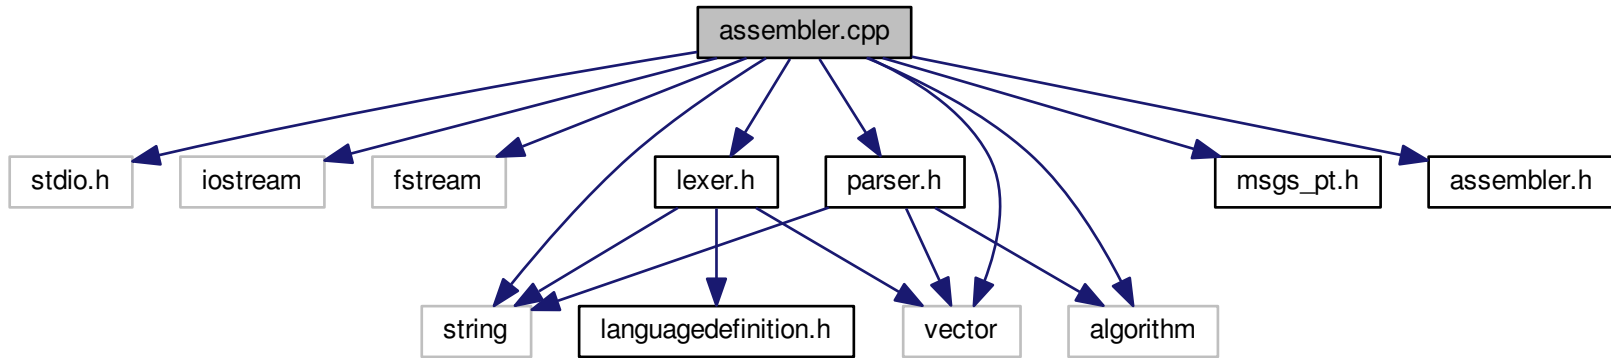 assembler.cpp
stdio.h
iostream
fstream
lexer.h
parser.h
msgs_pt.h
assembler.h
string
languagedefinition.h
vector
algorithm